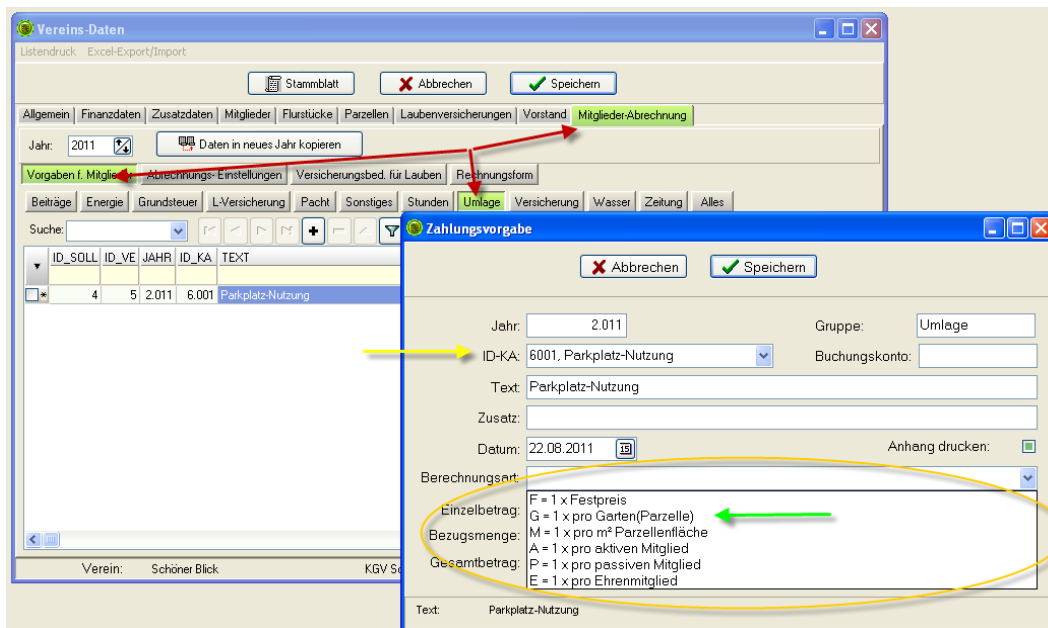 Vereins-Daten
Listendruck Excel-Export/Import
Stammblatt Abbrechen Speichern
Allgemein Finanzdaten Zusatzdaten Mitglieder Flurstücke Parzellen Laubenversicherungen Vorstand Mitglieder-Abrechnung
Jahr: 2011 Daten in neues Jahr kopieren
Vorgaben f. Mitglieder Abrechnungs- Einstellungen Versicherungsbed. für Lauben Rechnungsform
Beiträge Energie Grundsteuer L-Versicherung Pacht Sonstiges Stunden Umlage Versicherung Wasser Zeitung Alles
Suche:
ID_SOLL ID_VE JAHR ID_KA TEXT
4 5 2.011 6.001 Parkplatz-Nutzung
Verein: Schöner Blick KGV
Zahlungsvorgabe
Abbrechen Speichern
Jahr: 2.011 Gruppe: Umlage
ID-KA: 6001, Parkplatz-Nutzung Buchungskonto:
Text: Parkplatz-Nutzung
Zusatz:
Datum: 22.08.2011 15 Anhang drucken:
Berechnungsart:
F = 1 x Festpreis
Einzelbetrag: G = 1 x pro Garten(Parzelle)
Bezugsmenge: M = 1 x pro m² Parzellenfläche
A = 1 x pro aktiven Mitglied
Gesamtbetrag: P = 1 x pro passiven Mitglied
E = 1 x pro Ehrenmitglied
Text: Parkplatz-Nutzung